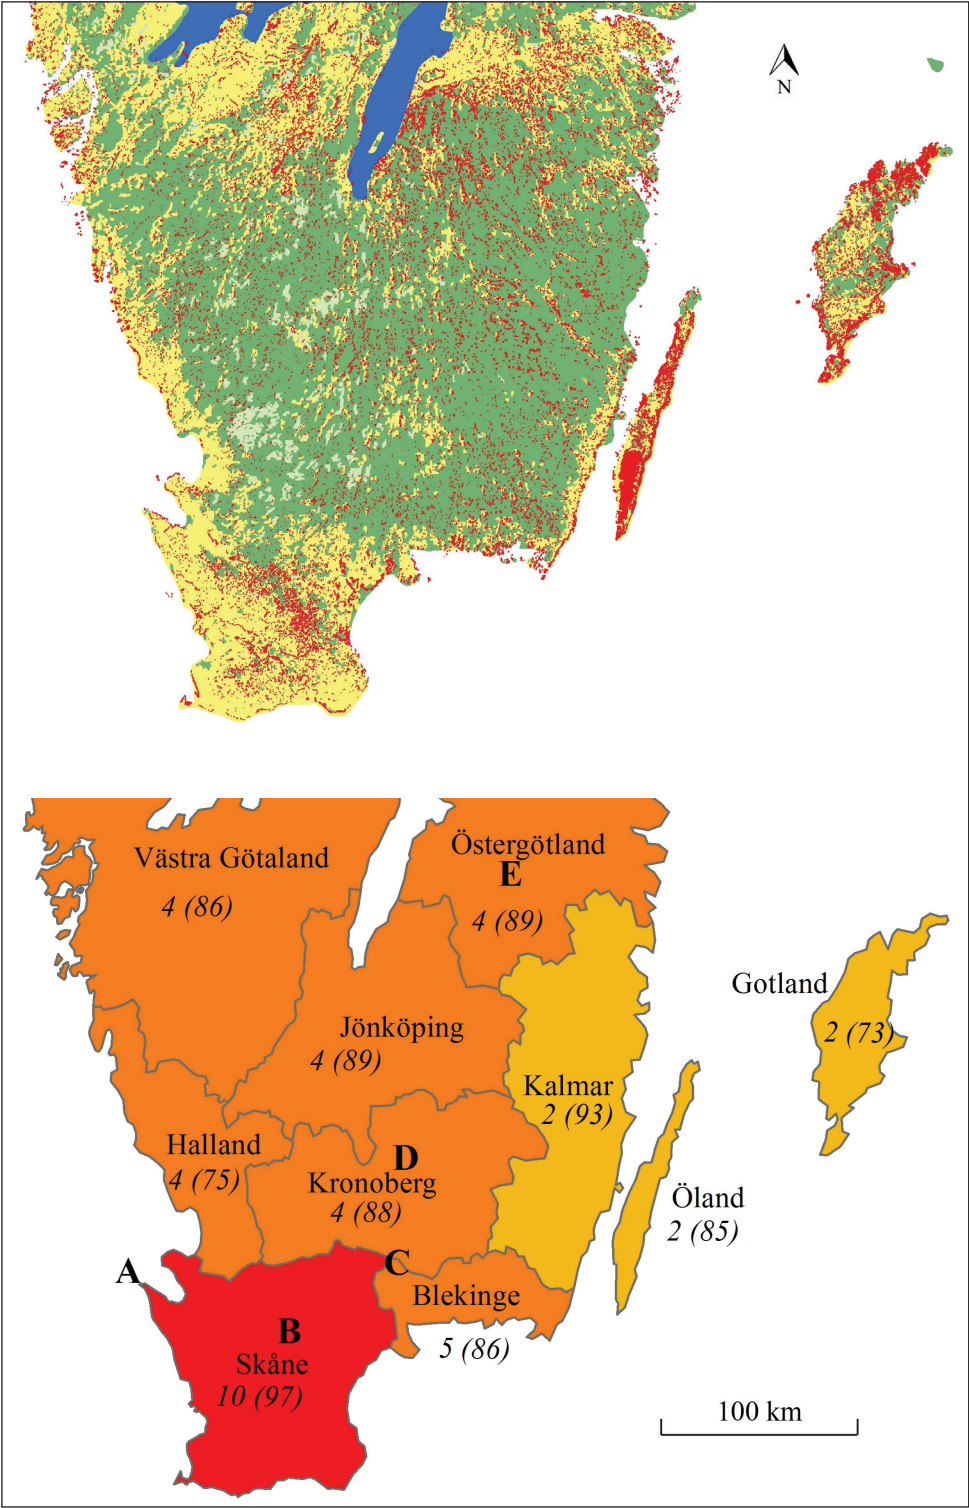 N
Västra Götaland
4 (86)
Östergötland
E
4 (89)
Gotland
2 (73)
Jönköping
4 (89)
Kalmar
2 (93)
Halland
4 (75)
D
Kronoberg
4 (88)
Öland
2 (85)
A
C
Blekinge
5 (86)
B
Skåne
10 (97)
100 km